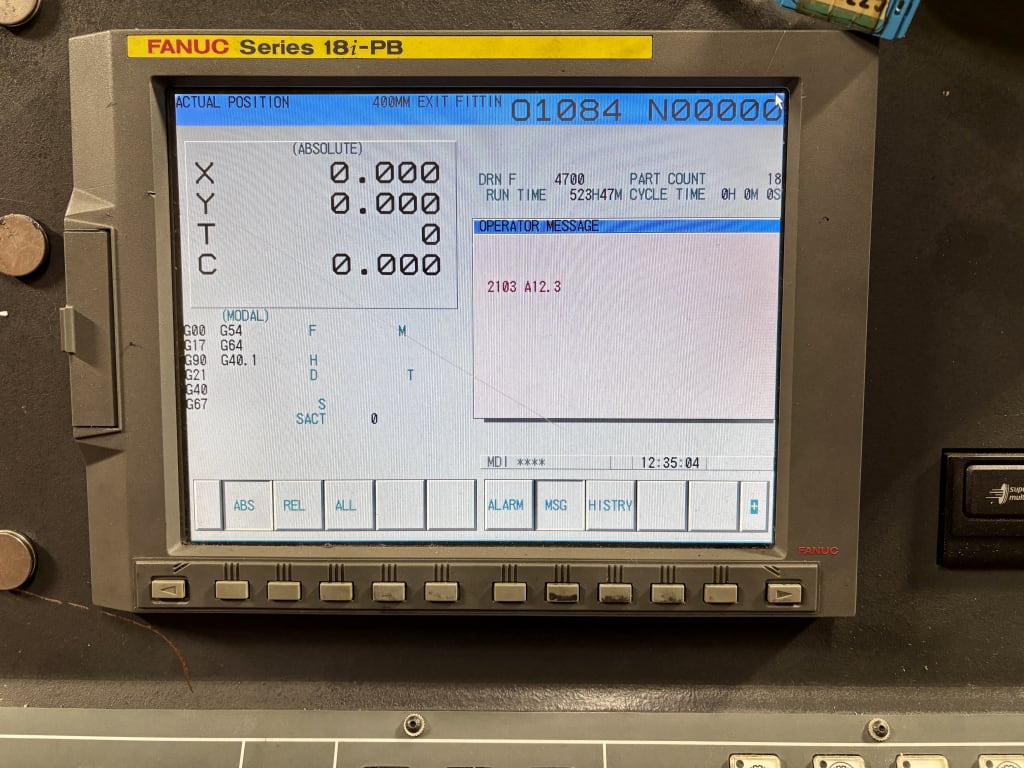 FANUC Series 18i-PB
ACTUAL POSITION 400MM EXIT FITTIN O1084 N00000
(ABSOLUTE)
X 0.000
Y 0.000
T 0
C 0.000
DRN F 4700 PART COUNT 18
RUN TIME 523H47M CYCLE TIME 0H 0M 0S
OPERATOR MESSAGE
2103 A12.3
(MODAL)
G00 G54 F M
G17 G64
G90 G40.1 H
G21 D T
G40
G67 S
SACT 0
MDI **** 12:35:04
ABS REL ALL ALARM MSG HISTRY +
FANUC